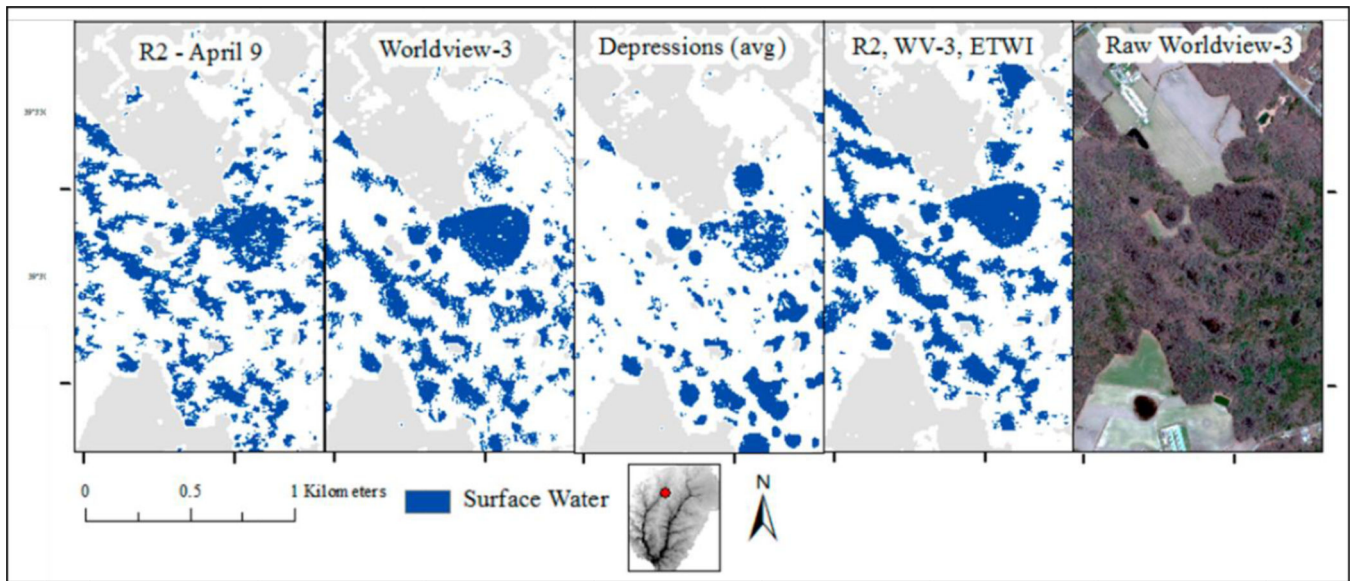 R2 - April 9
Worldview-3
Depressions (avg)
R2, WV-3, ETWI
Raw Worldview-3
0
0.5
1 Kilometers
Surface Water
N